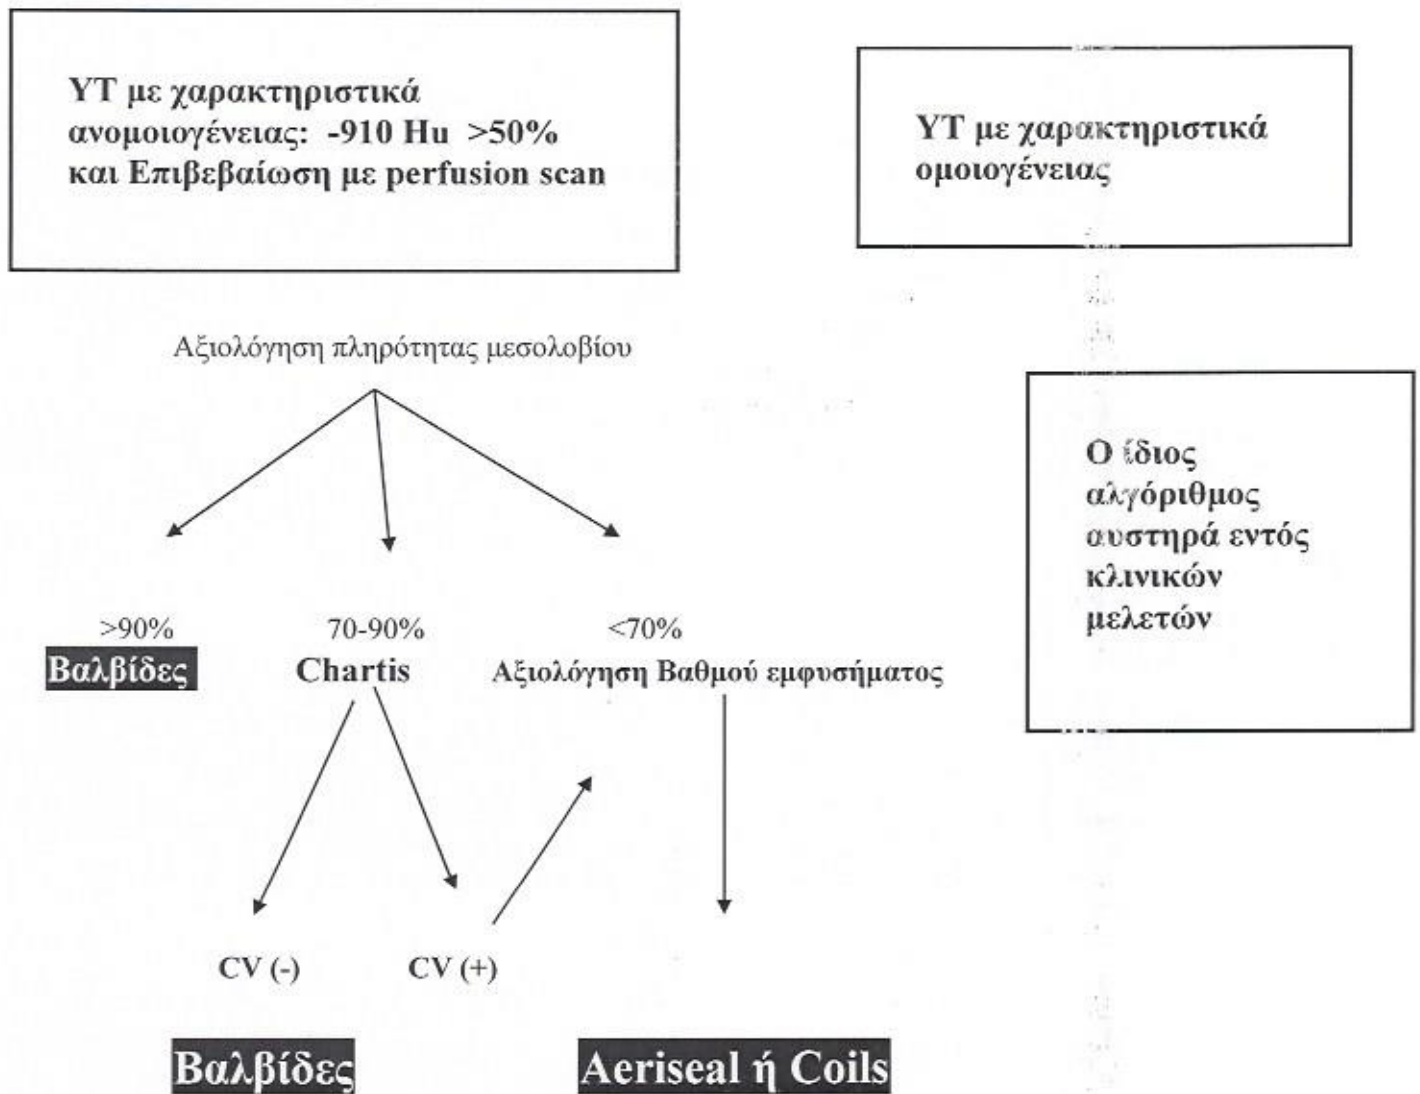 ΥΤ με χαρακτηριστικά
ανομοιογένειας: -910 Hu >50%
και Επιβεβαίωση με perfusion scan
ΥΤ με χαρακτηριστικά
ομοιογένειας
Αξιολόγηση πληρότητας μεσολοβίου
Ο ίδιος
αλγόριθμος
αυστηρά εντός
κλινικών
μελετών
>90%
70-90%
<70%
Βαλβίδες
Chartis
Αξιολόγηση Βαθμού εμφυσήματος
CV (-)
CV (+)
Βαλβίδες
Aeriseal ή Coils